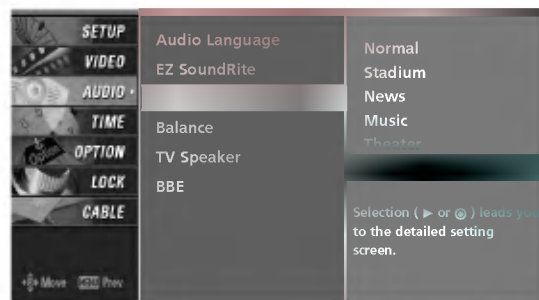 SETUP
VIDEO
AUDIO
TIME
OPTION
LOCK
CABLE
Move MENU Prev
Audio Language
EZ SoundRite
Balance
TV Speaker
BBE
Normal
Stadium
News
Music
Theater
Selection ( ▶ or ◉ ) leads you
to the detailed setting
screen.